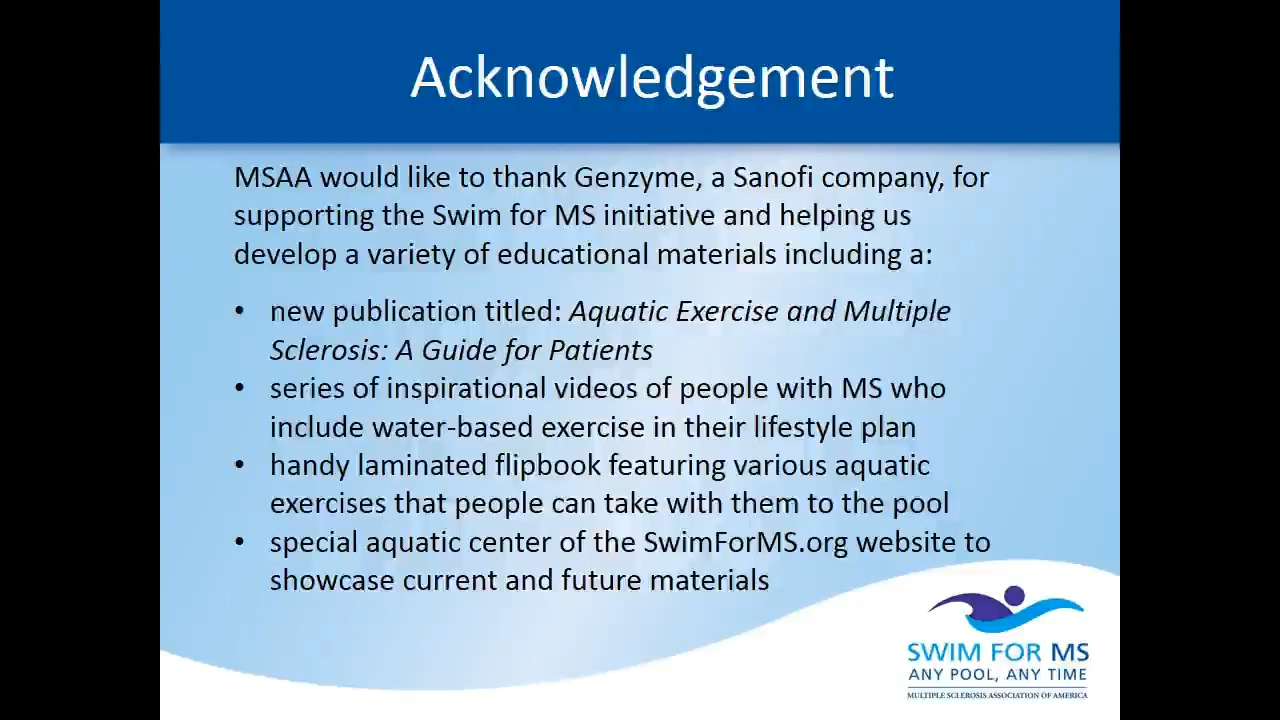 Acknowledgement
MSAA would like to thank Genzyme, a Sanofi company, for
supporting the Swim for MS initiative and helping us
develop a variety of educational materials including a:
• new publication titled: Aquatic Exercise and Multiple
Sclerosis: A Guide for Patients
• series of inspirational videos of people with MS who
include water-based exercise in their lifestyle plan
• handy laminated flipbook featuring various aquatic
exercises that people can take with them to the pool
• special aquatic center of the SwimForMS.org website to
showcase current and future materials
SWIM FOR MS
ANY POOL, ANY TIME
MULTIPLE SCLEROSIS ASSOCIATION OF AMERICA